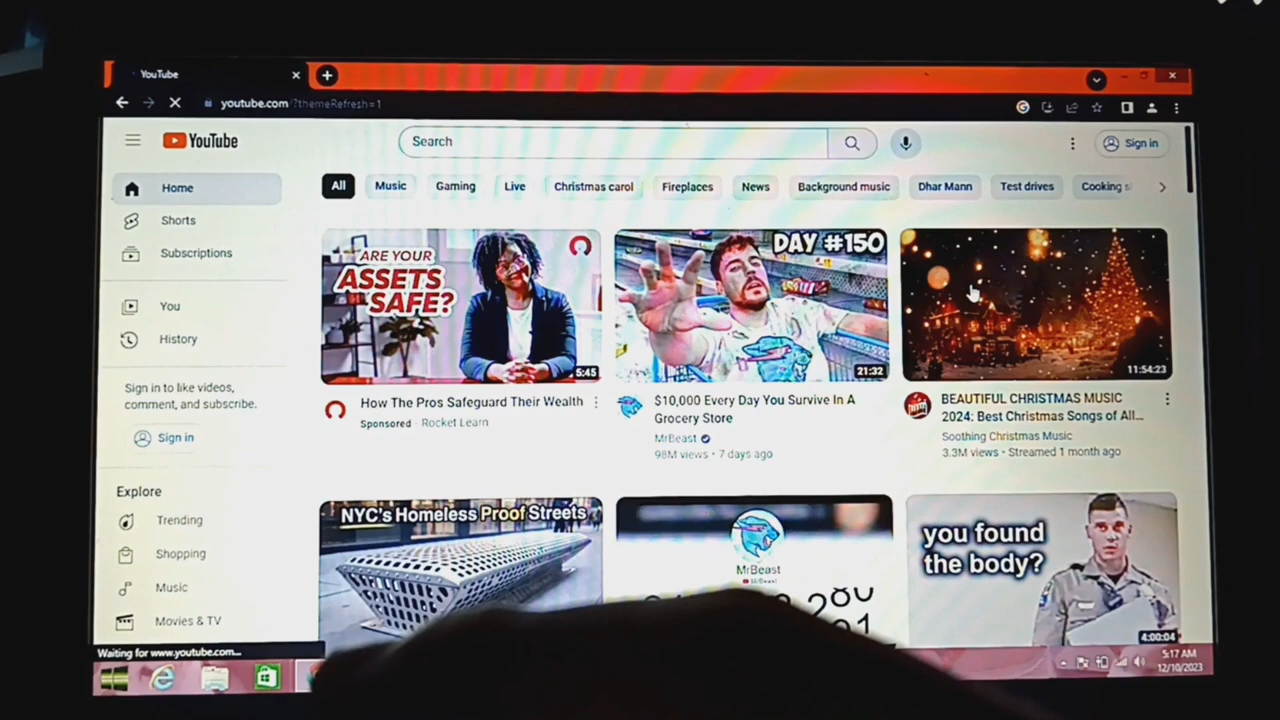 YouTube
youtube.com/?themeRefresh=1
YouTube
Search
Sign in
Home
Shorts
Subscriptions
You
History
Sign in to like videos,
comment, and subscribe.
Sign in
Explore
Trending
Shopping
Music
Movies & TV
All
Music
Gaming
Live
Christmas carol
Fireplaces
News
Background music
Dhar Mann
Test drives
Cooking s
ARE YOUR
ASSETS
SAFE?
5:45
How The Pros Safeguard Their Wealth
Sponsored · Rocket Learn
DAY #150
21:32
$10,000 Every Day You Survive In A
Grocery Store
MrBeast
98M views • 7 days ago
11:54:23
BEAUTIFUL CHRISTMAS MUSIC
2024: Best Christmas Songs of All...
Soothing Christmas Music
3.3M views • Streamed 1 month ago
NYC's Homeless Proof Streets
MrBeast
MrBeast
you found
the body?
4:00:04
Waiting for www.youtube.com...
5:17 AM
12/10/2023